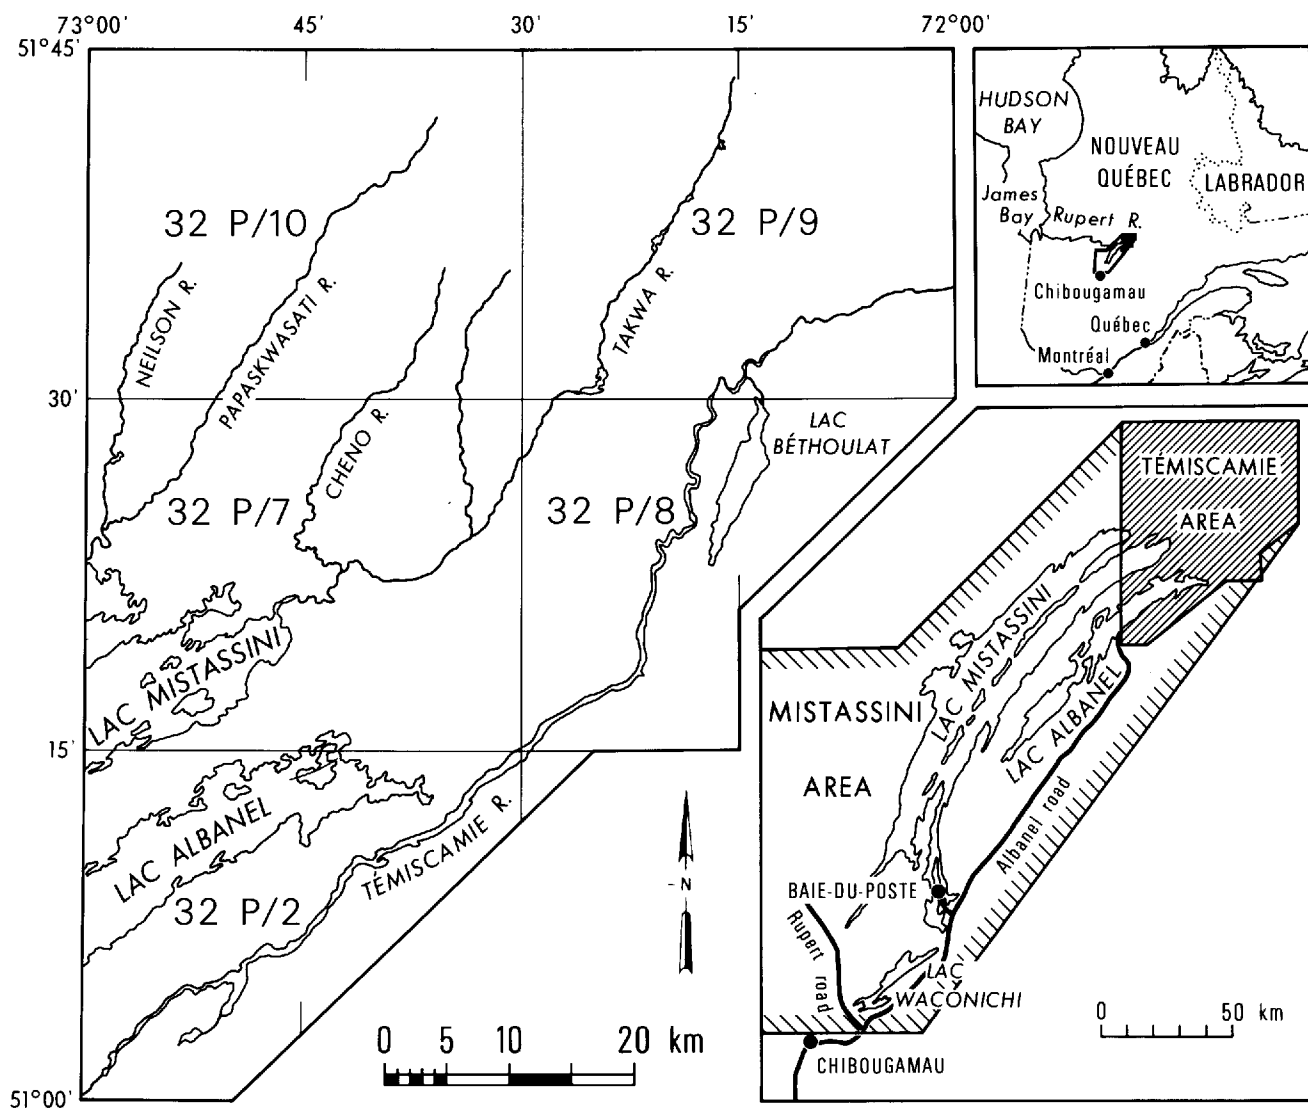 73°00'
45'
30'
15'
72°00'
51°45'
30'
15'
51°00'
32 P/10
32 P/9
NEILSON R.
PAPASKWASATI R.
TAKWA R.
CHENO R.
LAC
BÉTHOULAT
32 P/7
32 P/8
LAC MISTASSINI
LAC ALBANEL
TÉMISCAMIE R.
32 P/2
N
0 5 10 20 km
HUDSON
BAY
NOUVEAU
QUÉBEC
LABRADOR
James
Bay
Rupert R.
Chibougamau
Québec
Montréal
TÉMISCAMIE
AREA
LAC MISTASSINI
MISTASSINI
AREA
LAC ALBANEL
Albanel road
BAIE-DU-POSTE
Rupert road
LAC
WACONICHI
CHIBOUGAMAU
0 50 km